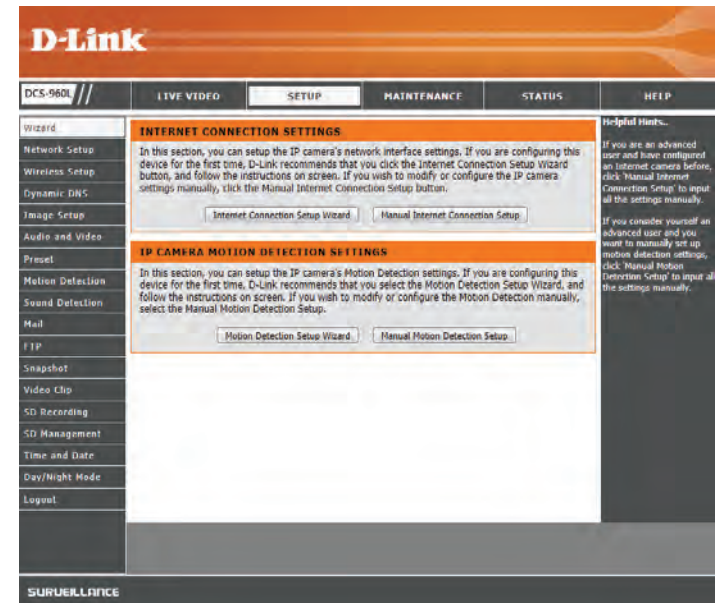 D-Link
DCS-960L //
LIVE VIDEO
SETUP
MAINTENANCE
STATUS
HELP
Wizard
Network Setup
Wireless Setup
Dynamic DNS
Image Setup
Audio and Video
Preset
Motion Detection
Sound Detection
Mail
FTP
Snapshot
Video Clip
SD Recording
SD Management
Time and Date
Day/Night Mode
Logout
INTERNET CONNECTION SETTINGS
In this section, you can setup the IP camera's network interface settings. If you are configuring this
device for the first time, D-Link recommends that you click the Internet Connection Setup Wizard
button, and follow the instructions on screen. If you wish to modify or configure the IP camera
settings manually, click the Manual Internet Connection Setup button.
Internet Connection Setup Wizard
Manual Internet Connection Setup
IP CAMERA MOTION DETECTION SETTINGS
In this section, you can setup the IP camera's Motion Detection settings. If you are configuring this
device for the first time, D-Link recommends that you select the Motion Detection Setup Wizard, and
follow the instructions on screen. If you wish to modify or configure the Motion Detection manually,
select the Manual Motion Detection Setup.
Motion Detection Setup Wizard
Manual Motion Detection Setup
Helpful Hints..
If you are an advanced
user and have configured
an Internet camera before,
click 'Manual Internet
Connection Setup' to input
all the settings manually.
If you consider yourself an
advanced user and you
want to manually set up
motion detection settings,
click 'Manual Motion
Detection Setup' to input all
the settings manually.
SURVEILLANCE